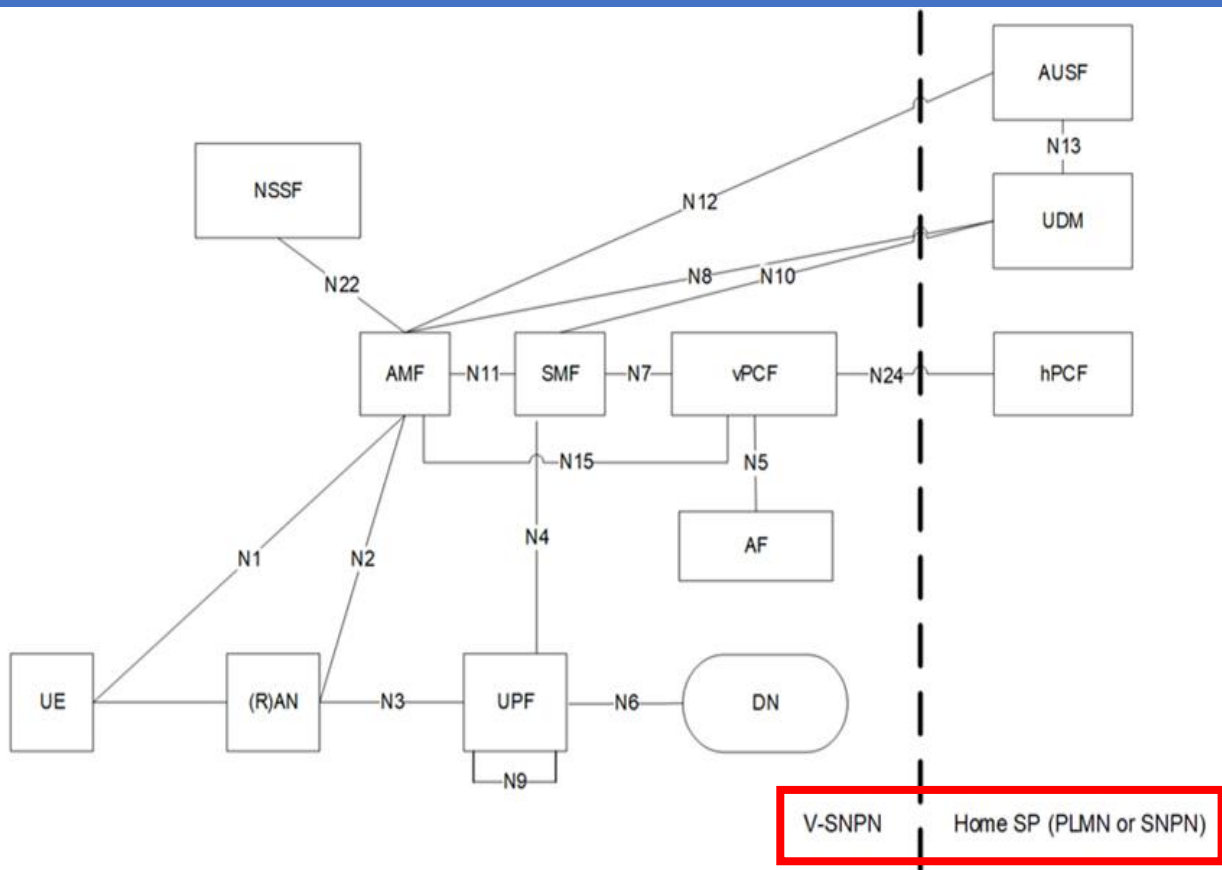 AUSF
N13
NSSF
N12
UDM
N22
N8
N10
AMF
N11
SMF
N7
vPCF
N24
hPCF
N15
N5
N4
AF
N1
N2
UE
(R)AN
N3
UPF
N6
DN
N9
V-SNPN
Home SP (PLMN or SNPN)